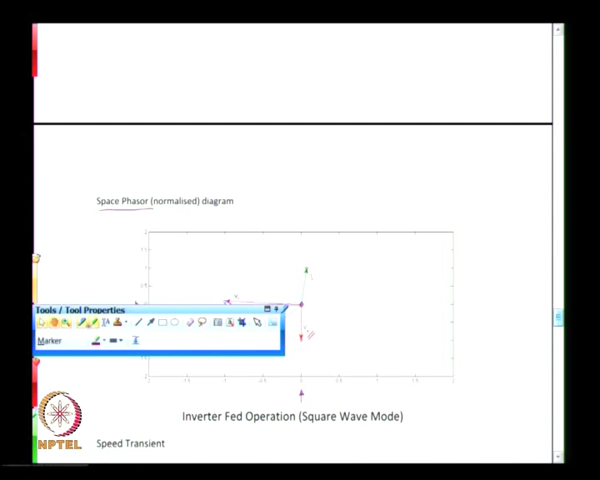 Space Phasor (normalised) diagram
Tools / Tool Properties
Marker
Inverter Fed Operation (Square Wave Mode)
NPTEL
Speed Transient